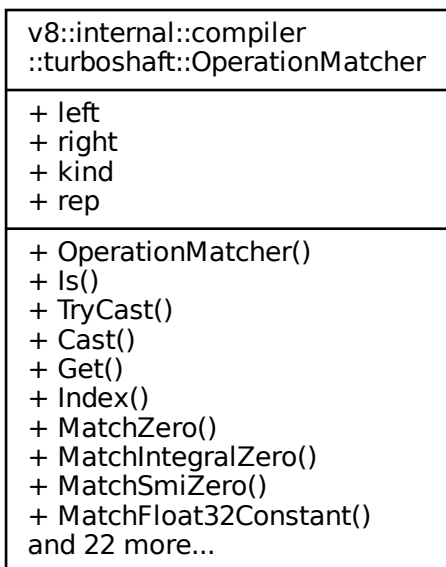 v8::internal::compiler
::turboshaft::OperationMatcher
+ left
+ right
+ kind
+ rep
+ OperationMatcher()
+ Is()
+ TryCast()
+ Cast()
+ Get()
+ Index()
+ MatchZero()
+ MatchIntegralZero()
+ MatchSmiZero()
+ MatchFloat32Constant()
and 22 more...